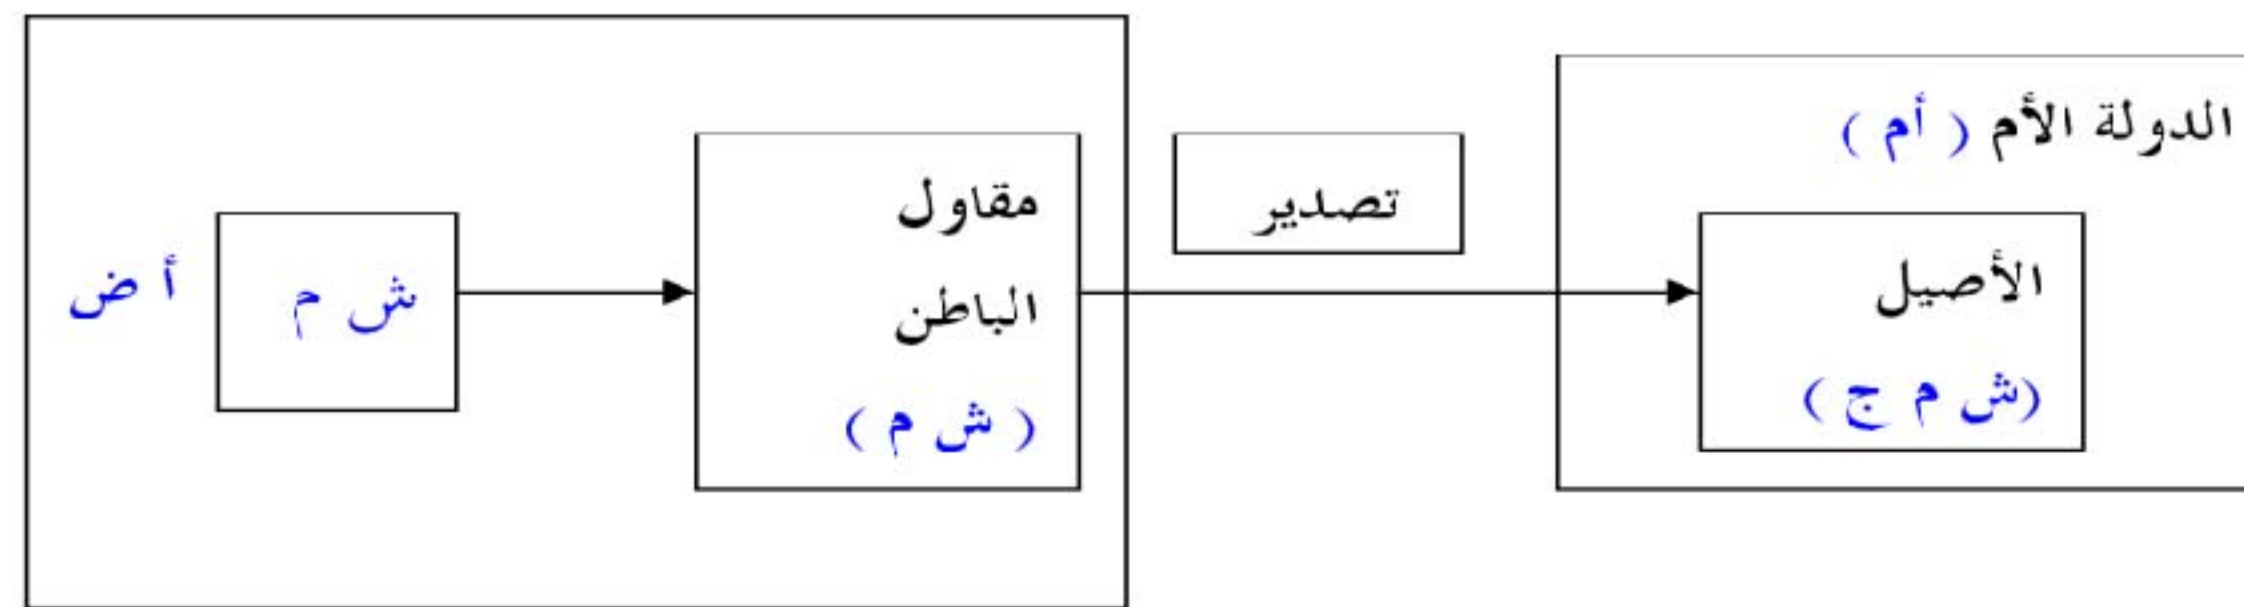 الدولة الأم ( أم )
الأصيل
(ش م ج )
تصدير
مقاول
الباطن
( ش م )
ش م
أ ض